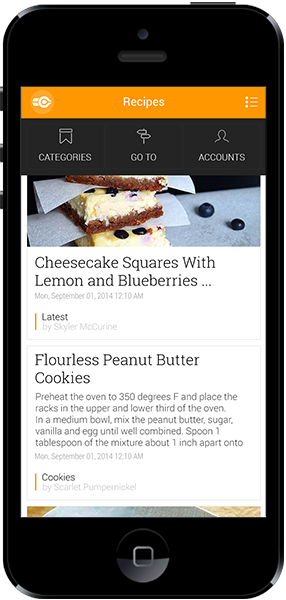 Recipes
CATEGORIES
GO TO
ACCOUNTS
Cheesecake Squares With
Lemon and Blueberries ...
Mon, September 01, 2014 12:10 AM
Latest
by Skyler McCurine
Flourless Peanut Butter
Cookies
Preheat the oven to 350 degrees F and place the
racks in the upper and lower third of the oven.
In a medium bowl, mix the peanut butter, sugar,
vanilla and egg until well combined. Spoon 1
tablespoon of the mixture about 1 inch apart onto
Mon, September 01, 2014 12:10 AM
Cookies
by Scarlet Pumpernickel